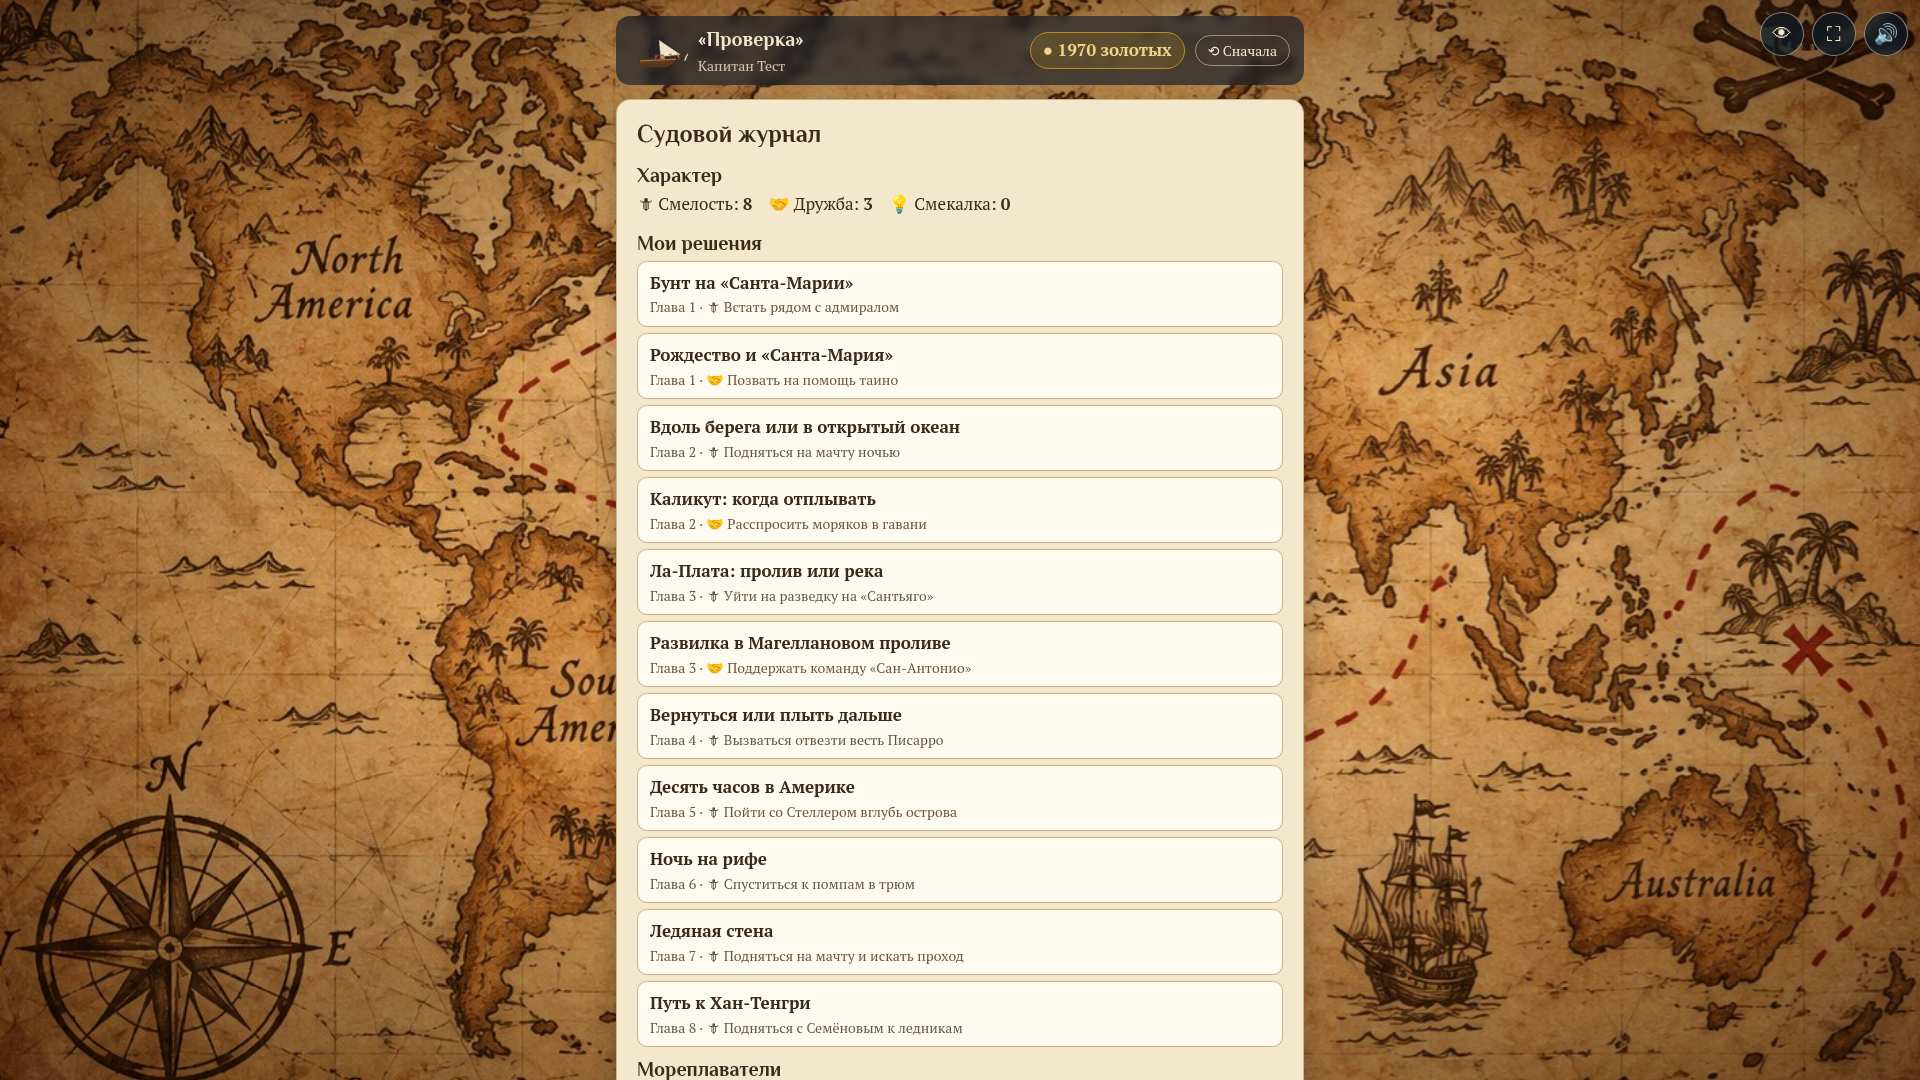 «Проверка»
Капитан Тест
● 1970 золотых
⟲ Сначала
Судовой журнал
Характер
🗡 Смелость: 8 🤝 Дружба: 3 💡 Смекалка: 0
Мои решения
Бунт на «Санта-Марии»
Глава 1 · 🗡 Встать рядом с адмиралом
Рождество и «Санта-Мария»
Глава 1 · 🤝 Позвать на помощь таино
Вдоль берега или в открытый океан
Глава 2 · 🗡 Подняться на мачту ночью
Каликут: когда отплывать
Глава 2 · 🤝 Расспросить моряков в гавани
Ла-Плата: пролив или река
Глава 3 · 🗡 Уйти на разведку на «Сантьяго»
Развилка в Магеллановом проливе
Глава 3 · 🤝 Поддержать команду «Сан-Антонио»
Вернуться или плыть дальше
Глава 4 · 🗡 Вызваться отвезти весть Писарро
Десять часов в Америке
Глава 5 · 🗡 Пойти со Стеллером вглубь острова
Ночь на рифе
Глава 6 · 🗡 Спуститься к помпам в трюм
Ледяная стена
Глава 7 · 🗡 Подняться на мачту и искать проход
Путь к Хан-Тенгри
Глава 8 · 🗡 Подняться с Семёновым к ледникам
Мореплаватели
North
America
Sou
Amer
N
E
Asia
Australia